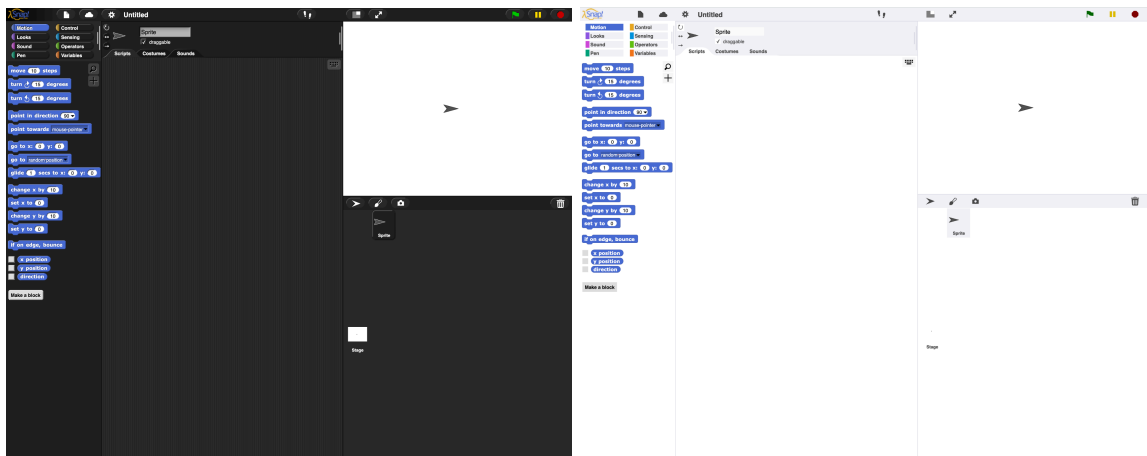 Snap!
Untitled
Motion Control
Looks Sensing
Sound Operators
Pen Variables
Sprite
draggable
Scripts Costumes Sounds
move 10 steps
turn 15 degrees
turn 15 degrees
point in direction 90
point towards mouse-pointer
go to x: 0 y: 0
go to random position
glide 1 secs to x: 0 y: 0
change x by 10
set x to 0
change y by 10
set y to 0
if on edge, bounce
x position
y position
direction
Make a block
Sprite
Stage
Snap!
Untitled
Motion Control
Looks Sensing
Sound Operators
Pen Variables
Sprite
draggable
Scripts Costumes Sounds
move 10 steps
turn 15 degrees
turn 15 degrees
point in direction 90
point towards mouse-pointer
go to x: 0 y: 0
go to random position
glide 1 secs to x: 0 y: 0
change x by 10
set x to 0
change y by 10
set y to 0
if on edge, bounce
x position
y position
direction
Make a block
Sprite
Stage